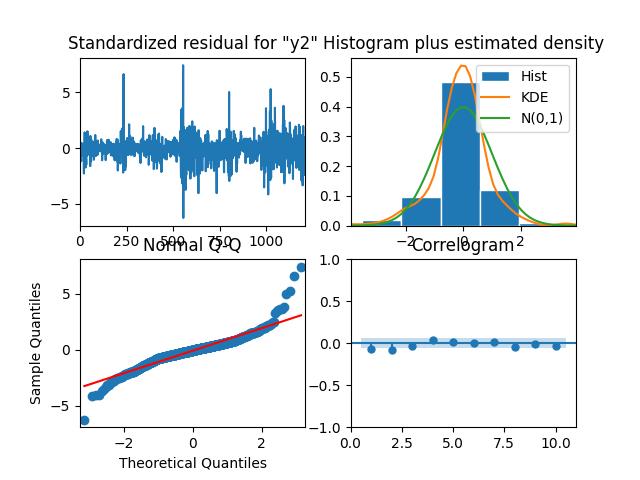 Standardized residual for "y2" Histogram plus estimated density
5
0
−5
0 250 500 750 1000
0.5
0.4
0.3
0.2
0.1
0.0
−2 0 2
Hist
KDE
N(0,1)
Normal Q-Q
Sample Quantiles
5
0
−5
−2 0 2
Theoretical Quantiles
Correlogram
1.0
0.5
0.0
−0.5
−1.0
0.0 2.5 5.0 7.5 10.0